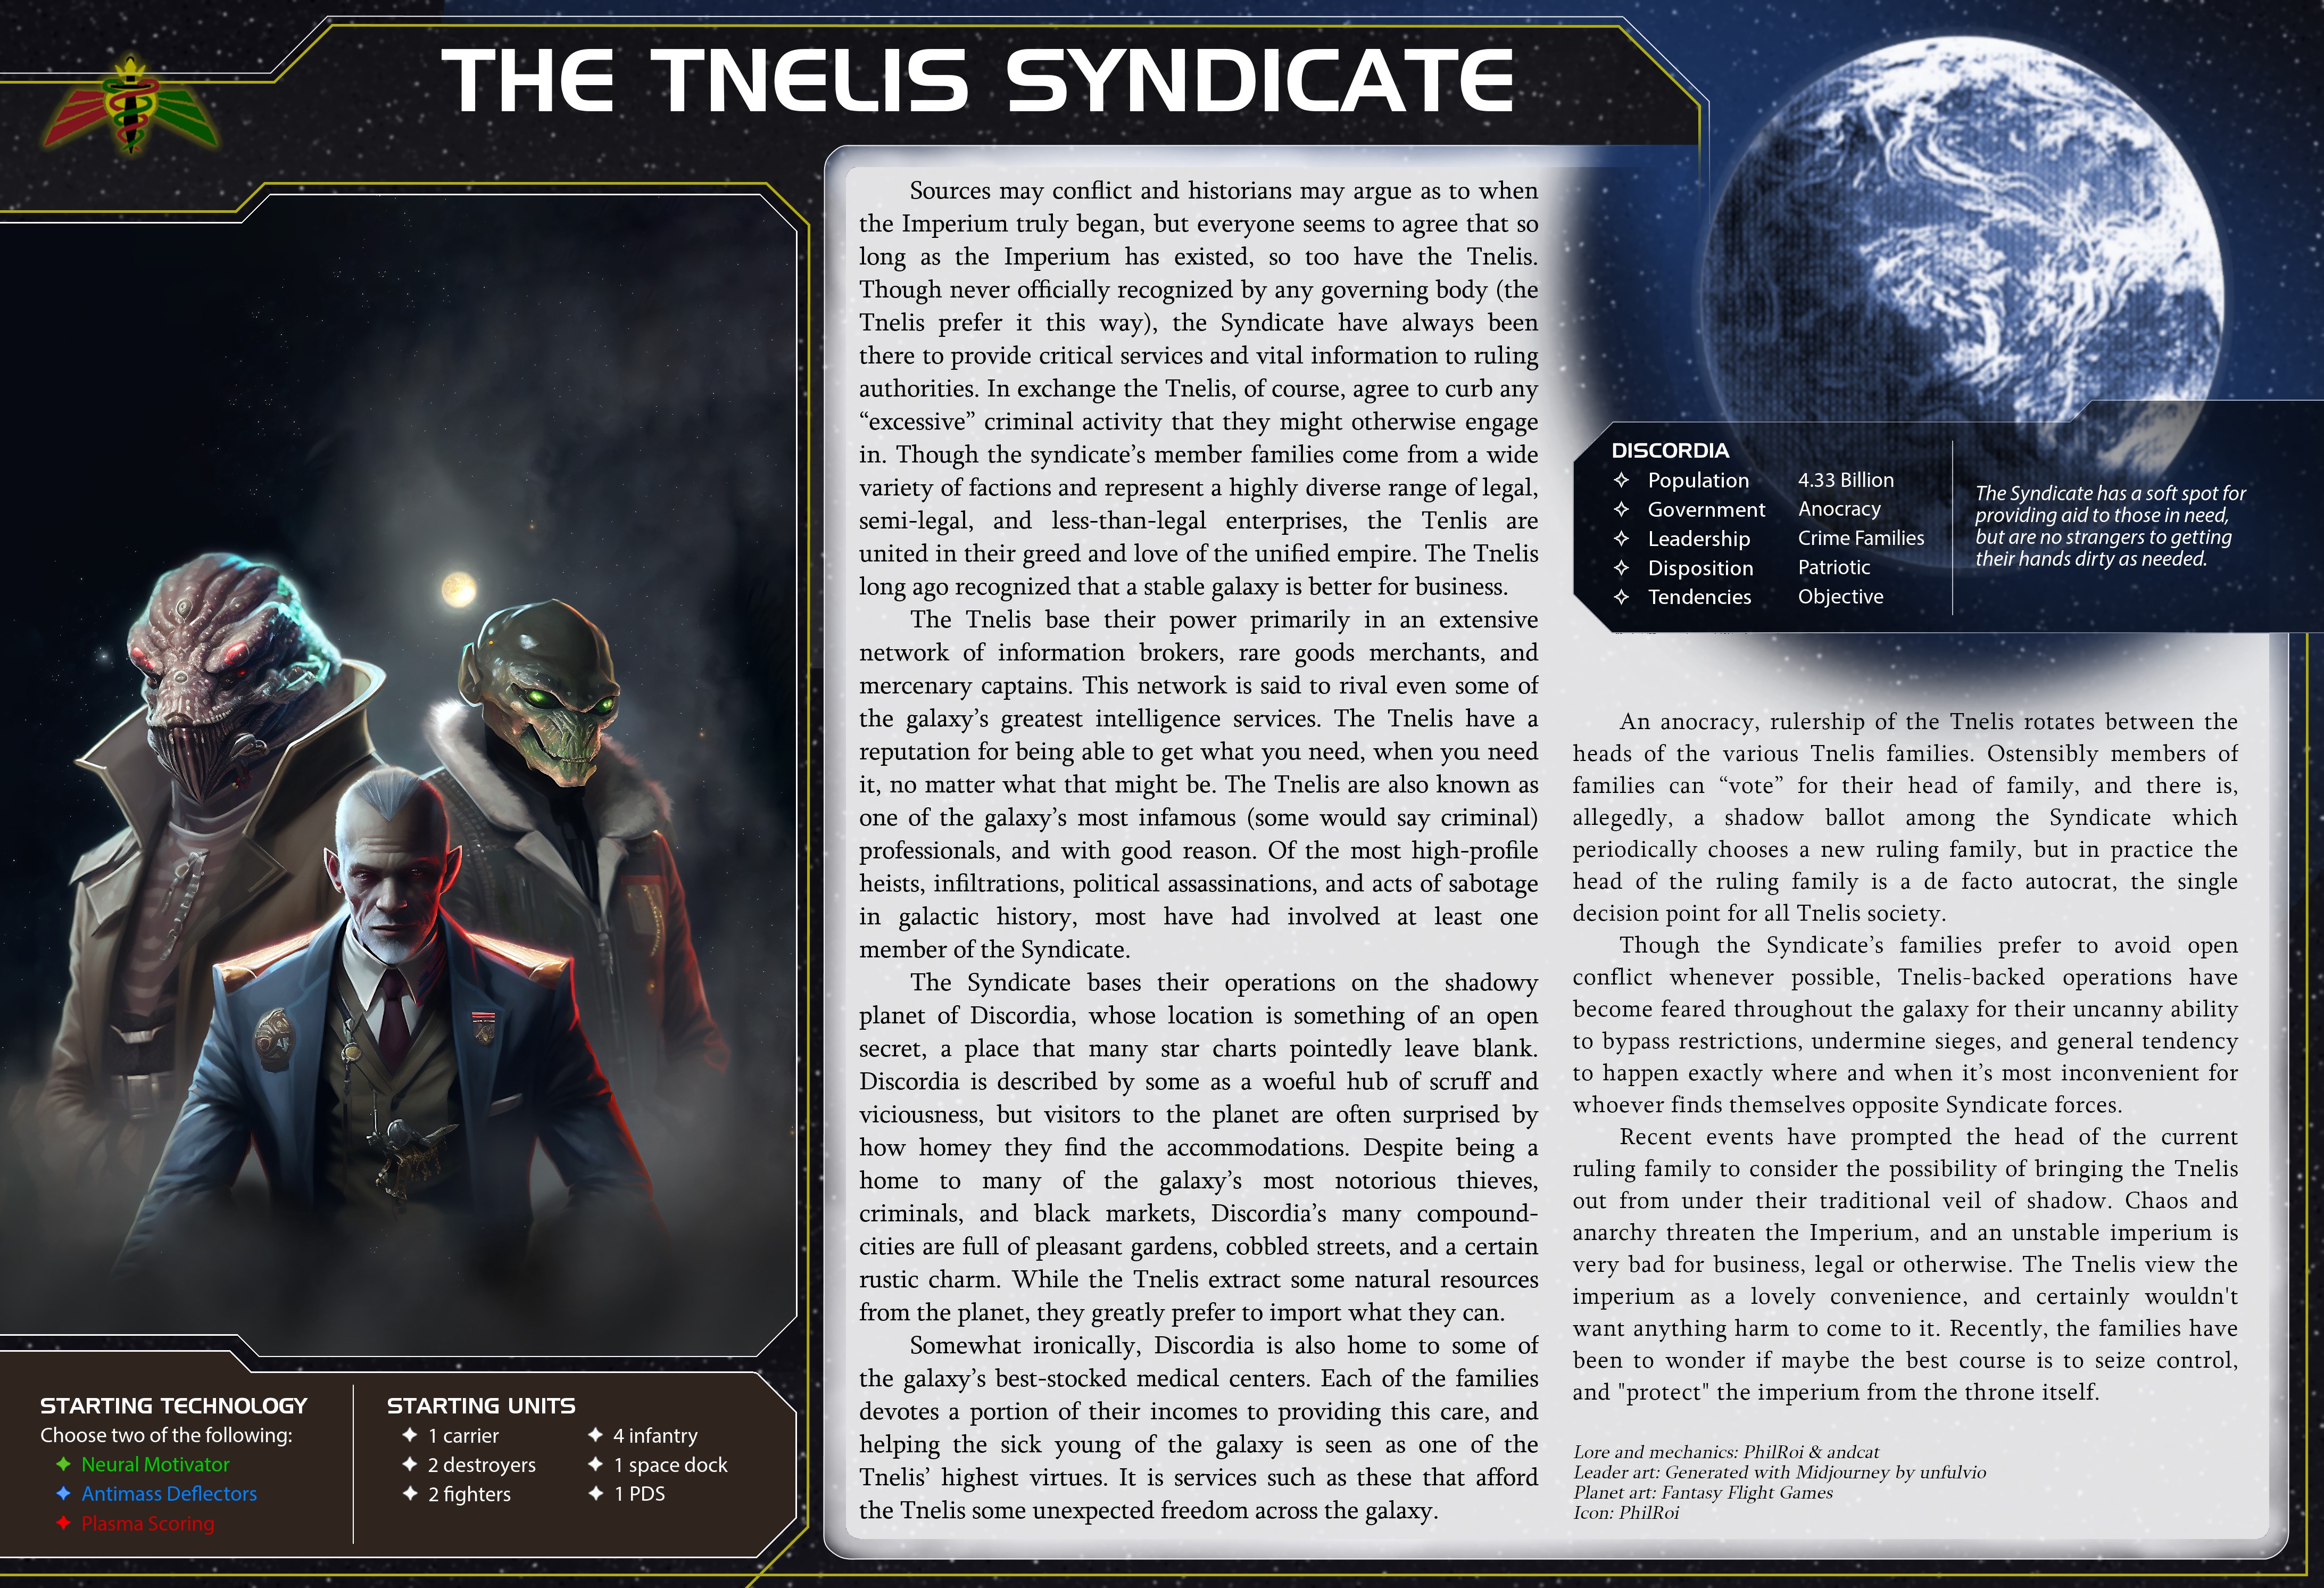 THE TNELIS SYNDICATE
Sources may conflict and historians may argue as to when
the Imperium truly began, but everyone seems to agree that so
long as the Imperium has existed, so too have the Tnelis.
Though never officially recognized by any governing body (the
Tnelis prefer it this way), the Syndicate have always been
there to provide critical services and vital information to ruling
authorities. In exchange the Tnelis, of course, agree to curb any
“excessive” criminal activity that they might otherwise engage
in. Though the syndicate’s member families come from a wide
variety of factions and represent a highly diverse range of legal,
semi-legal, and less-than-legal enterprises, the Tenlis are
united in their greed and love of the unified empire. The Tnelis
long ago recognized that a stable galaxy is better for business.
The Tnelis base their power primarily in an extensive
network of information brokers, rare goods merchants, and
mercenary captains. This network is said to rival even some of
the galaxy’s greatest intelligence services. The Tnelis have a
reputation for being able to get what you need, when you need
it, no matter what that might be. The Tnelis are also known as
one of the galaxy’s most infamous (some would say criminal)
professionals, and with good reason. Of the most high-profile
heists, infiltrations, political assassinations, and acts of sabotage
in galactic history, most have had involved at least one
member of the Syndicate.
The Syndicate bases their operations on the shadowy
planet of Discordia, whose location is something of an open
secret, a place that many star charts pointedly leave blank.
Discordia is described by some as a woeful hub of scruff and
viciousness, but visitors to the planet are often surprised by
how homey they find the accommodations. Despite being a
home to many of the galaxy’s most notorious thieves,
criminals, and black markets, Discordia’s many compound-
cities are full of pleasant gardens, cobbled streets, and a certain
rustic charm. While the Tnelis extract some natural resources
from the planet, they greatly prefer to import what they can.
Somewhat ironically, Discordia is also home to some of
the galaxy’s best-stocked medical centers. Each of the families
devotes a portion of their incomes to providing this care, and
helping the sick young of the galaxy is seen as one of the
Tnelis’ highest virtues. It is services such as these that afford
the Tnelis some unexpected freedom across the galaxy.
DISCORDIA
Population 4.33 Billion
Government Anocracy
Leadership Crime Families
Disposition Patriotic
Tendencies Objective
The Syndicate has a soft spot for
providing aid to those in need,
but are no strangers to getting
their hands dirty as needed.
An anocracy, rulership of the Tnelis rotates between the
heads of the various Tnelis families. Ostensibly members of
families can “vote” for their head of family, and there is,
allegedly, a shadow ballot among the Syndicate which
periodically chooses a new ruling family, but in practice the
head of the ruling family is a de facto autocrat, the single
decision point for all Tnelis society.
Though the Syndicate’s families prefer to avoid open
conflict whenever possible, Tnelis-backed operations have
become feared throughout the galaxy for their uncanny ability
to bypass restrictions, undermine sieges, and general tendency
to happen exactly where and when it’s most inconvenient for
whoever finds themselves opposite Syndicate forces.
Recent events have prompted the head of the current
ruling family to consider the possibility of bringing the Tnelis
out from under their traditional veil of shadow. Chaos and
anarchy threaten the Imperium, and an unstable imperium is
very bad for business, legal or otherwise. The Tnelis view the
imperium as a lovely convenience, and certainly wouldn't
want anything harm to come to it. Recently, the families have
been to wonder if maybe the best course is to seize control,
and "protect" the imperium from the throne itself.
Lore and mechanics: PhilRoi & andcat
Leader art: Generated with Midjourney by unfulvio
Planet art: Fantasy Flight Games
Icon: PhilRoi
STARTING TECHNOLOGY
Choose two of the following:
Neural Motivator
Antimass Deflectors
Plasma Scoring
STARTING UNITS
1 carrier
2 destroyers
2 fighters
4 infantry
1 space dock
1 PDS